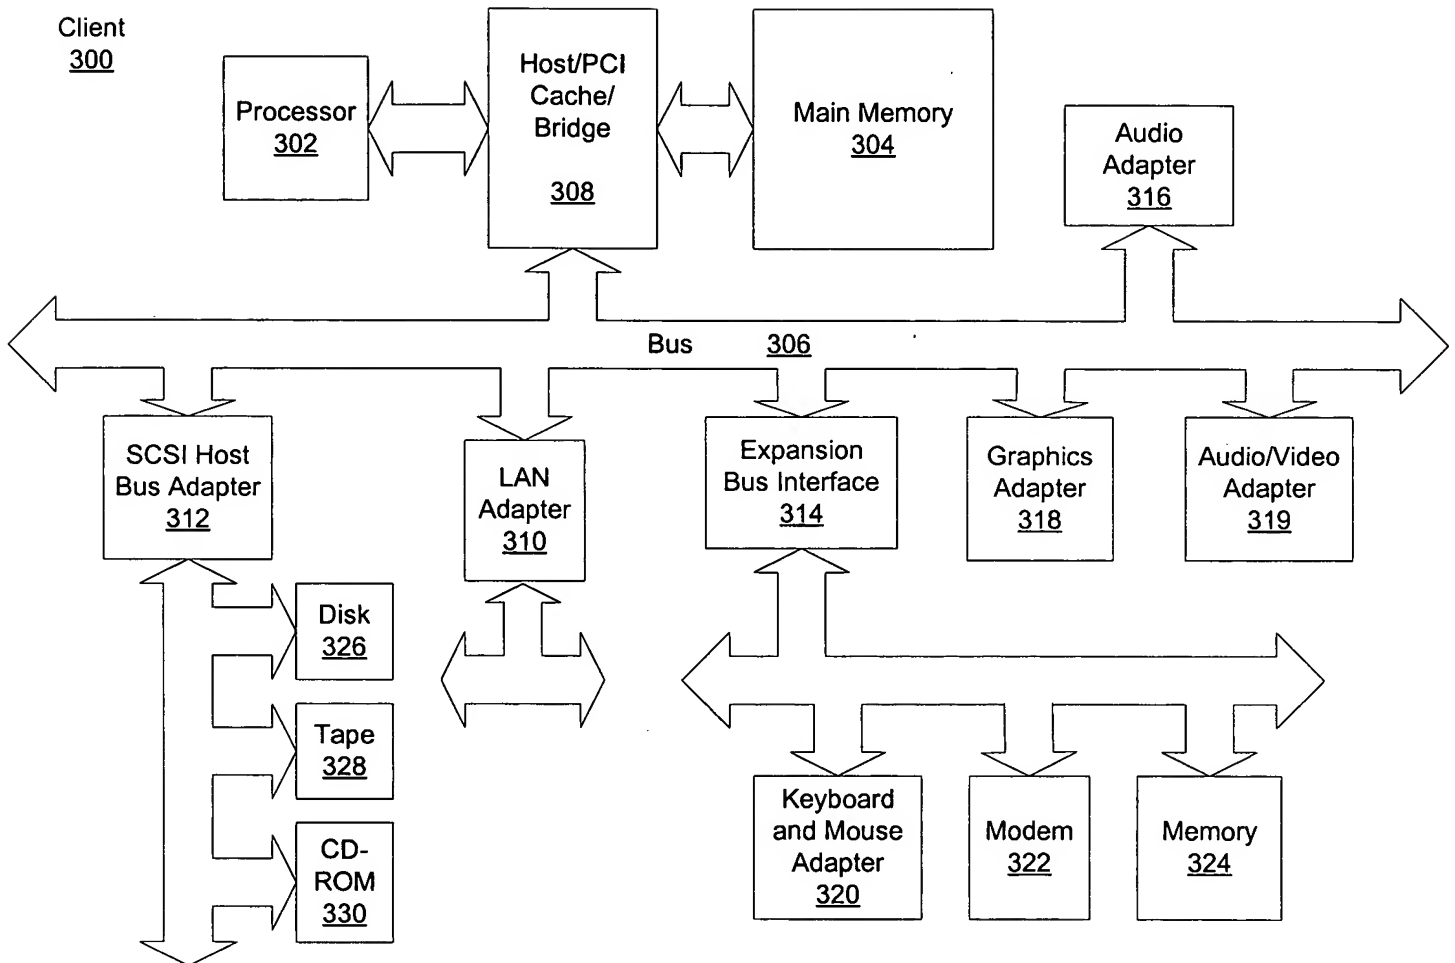 Client
300
Processor
302
Host/PCI
Cache/
Bridge
308
Main Memory
304
Audio
Adapter
316
Bus 306
SCSI Host
Bus Adapter
312
LAN
Adapter
310
Expansion
Bus Interface
314
Graphics
Adapter
318
Audio/Video
Adapter
319
Disk
326
Tape
328
CD-
ROM
330
Keyboard
and Mouse
Adapter
320
Modem
322
Memory
324